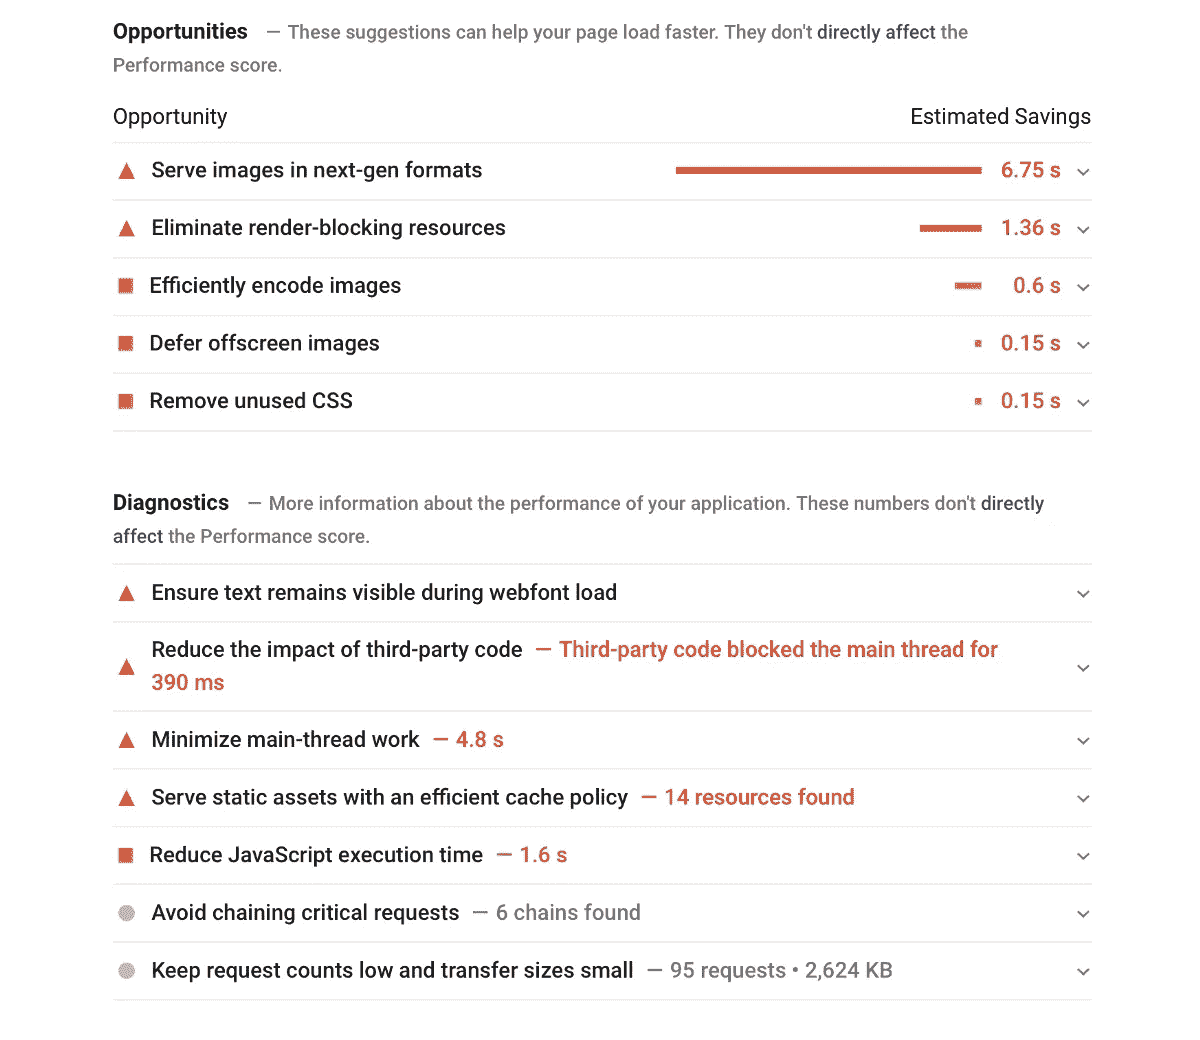 Opportunities — These suggestions can help your page load faster. They don't directly affect the
Performance score.
Opportunity Estimated Savings
Serve images in next-gen formats 6.75 s
Eliminate render-blocking resources 1.36 s
Efficiently encode images 0.6 s
Defer offscreen images 0.15 s
Remove unused CSS 0.15 s
Diagnostics — More information about the performance of your application. These numbers don't directly
affect the Performance score.
Ensure text remains visible during webfont load
Reduce the impact of third-party code — Third-party code blocked the main thread for
390 ms
Minimize main-thread work — 4.8 s
Serve static assets with an efficient cache policy — 14 resources found
Reduce JavaScript execution time — 1.6 s
Avoid chaining critical requests — 6 chains found
Keep request counts low and transfer sizes small — 95 requests • 2,624 KB